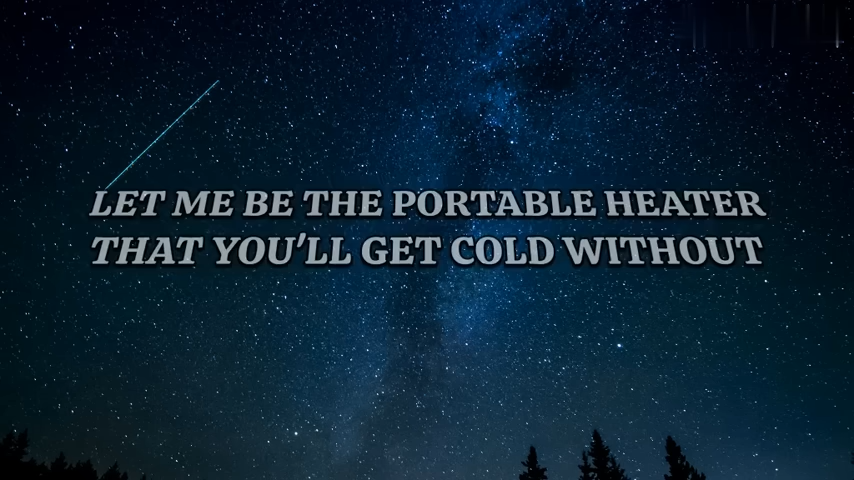 LET ME BE THE PORTABLE HEATER
THAT YOU'LL GET COLD WITHOUT